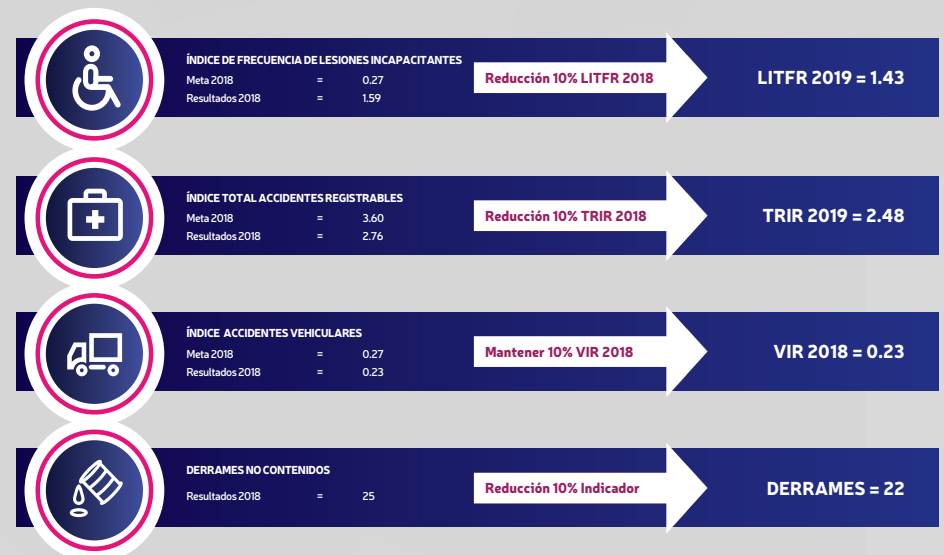 ÍNDICE DE FRECUENCIA DE LESIONES INCAPACITANTES
Meta 2018 = 0.27
Resultados 2018 = 1.59
Reducción 10% LITFR 2018
LITFR 2019 = 1.43
ÍNDICE TOTAL ACCIDENTES REGISTRABLES
Meta 2018 = 3.60
Resultados 2018 = 2.76
Reducción 10% TRIR 2018
TRIR 2019 = 2.48
ÍNDICE ACCIDENTES VEHICULARES
Meta 2018 = 0.27
Resultados 2018 = 0.23
Mantener 10% VIR 2018
VIR 2018 = 0.23
DERRAMES NO CONTENIDOS
Resultados 2018 = 25
Reducción 10% Indicador
DERRAMES = 22